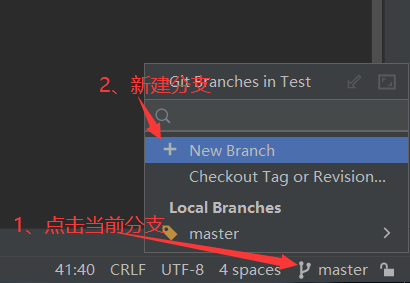 Git Branches in Test
2、新建分支
New Branch
Checkout Tag or Revision...
Local Branches
1、点击当前分支
master
41:40 CRLF UTF-8 4 spaces master